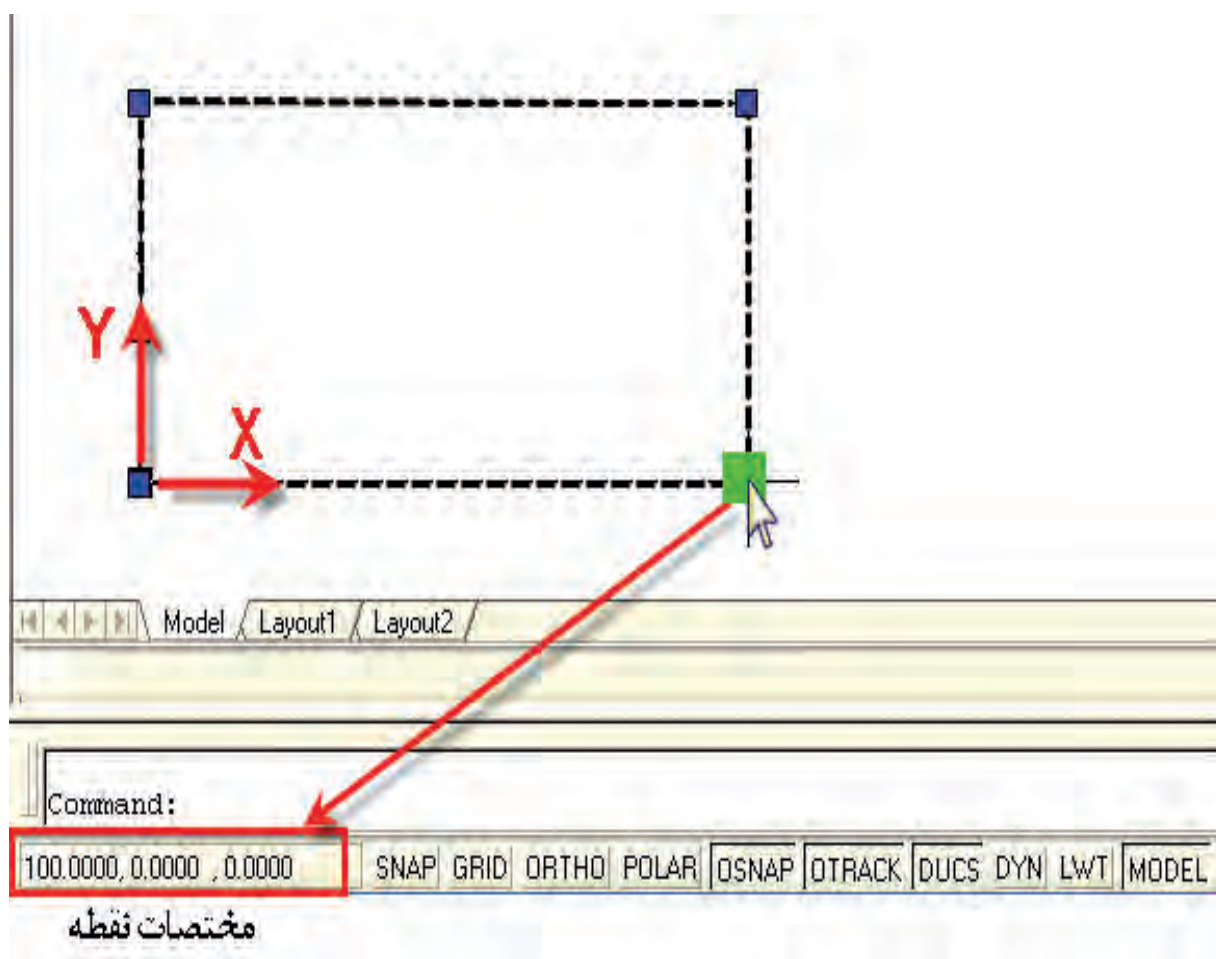 Y
X
Model / Layout1 / Layout2 /
Command:
100.0000, 0.0000 , 0.0000 SNAP GRID ORTHO POLAR OSNAP OTRACK DUCS DYN LWT MODEL
مختصات نقطه